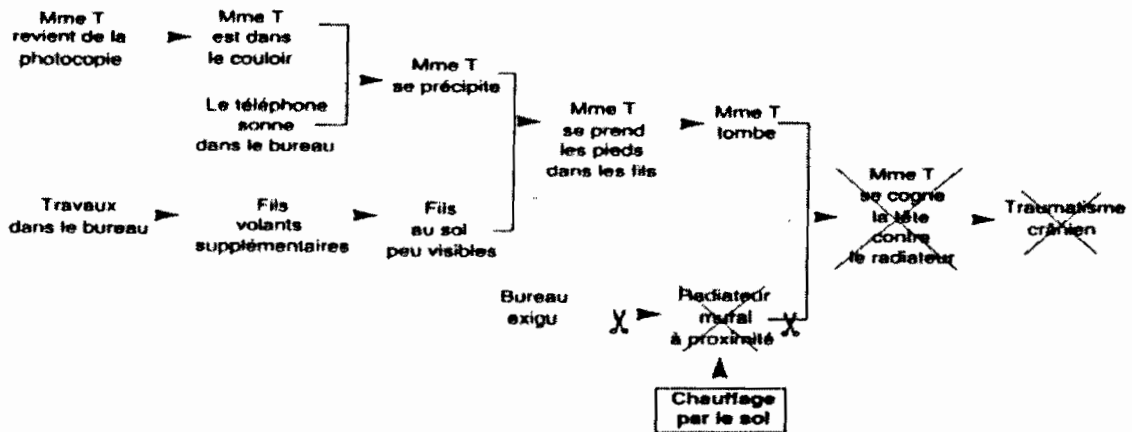 Mme T
revient de la
photocopie
Mme T
est dans
le couloir
Le téléphone
sonne
dans le bureau
Mme T
se précipite
Mme T
se prend
les pieds
dans les fils
Mme T
tombe
Mme T
se cogne
la tête
contre
le radiateur
Traumatisme
crânien
Travaux
dans le bureau
Fils
volants
supplémentaires
Fils
au sol
peu visibles
Bureau
exigu
Radiateur
mural
à proximité
Chauffage
par le sol